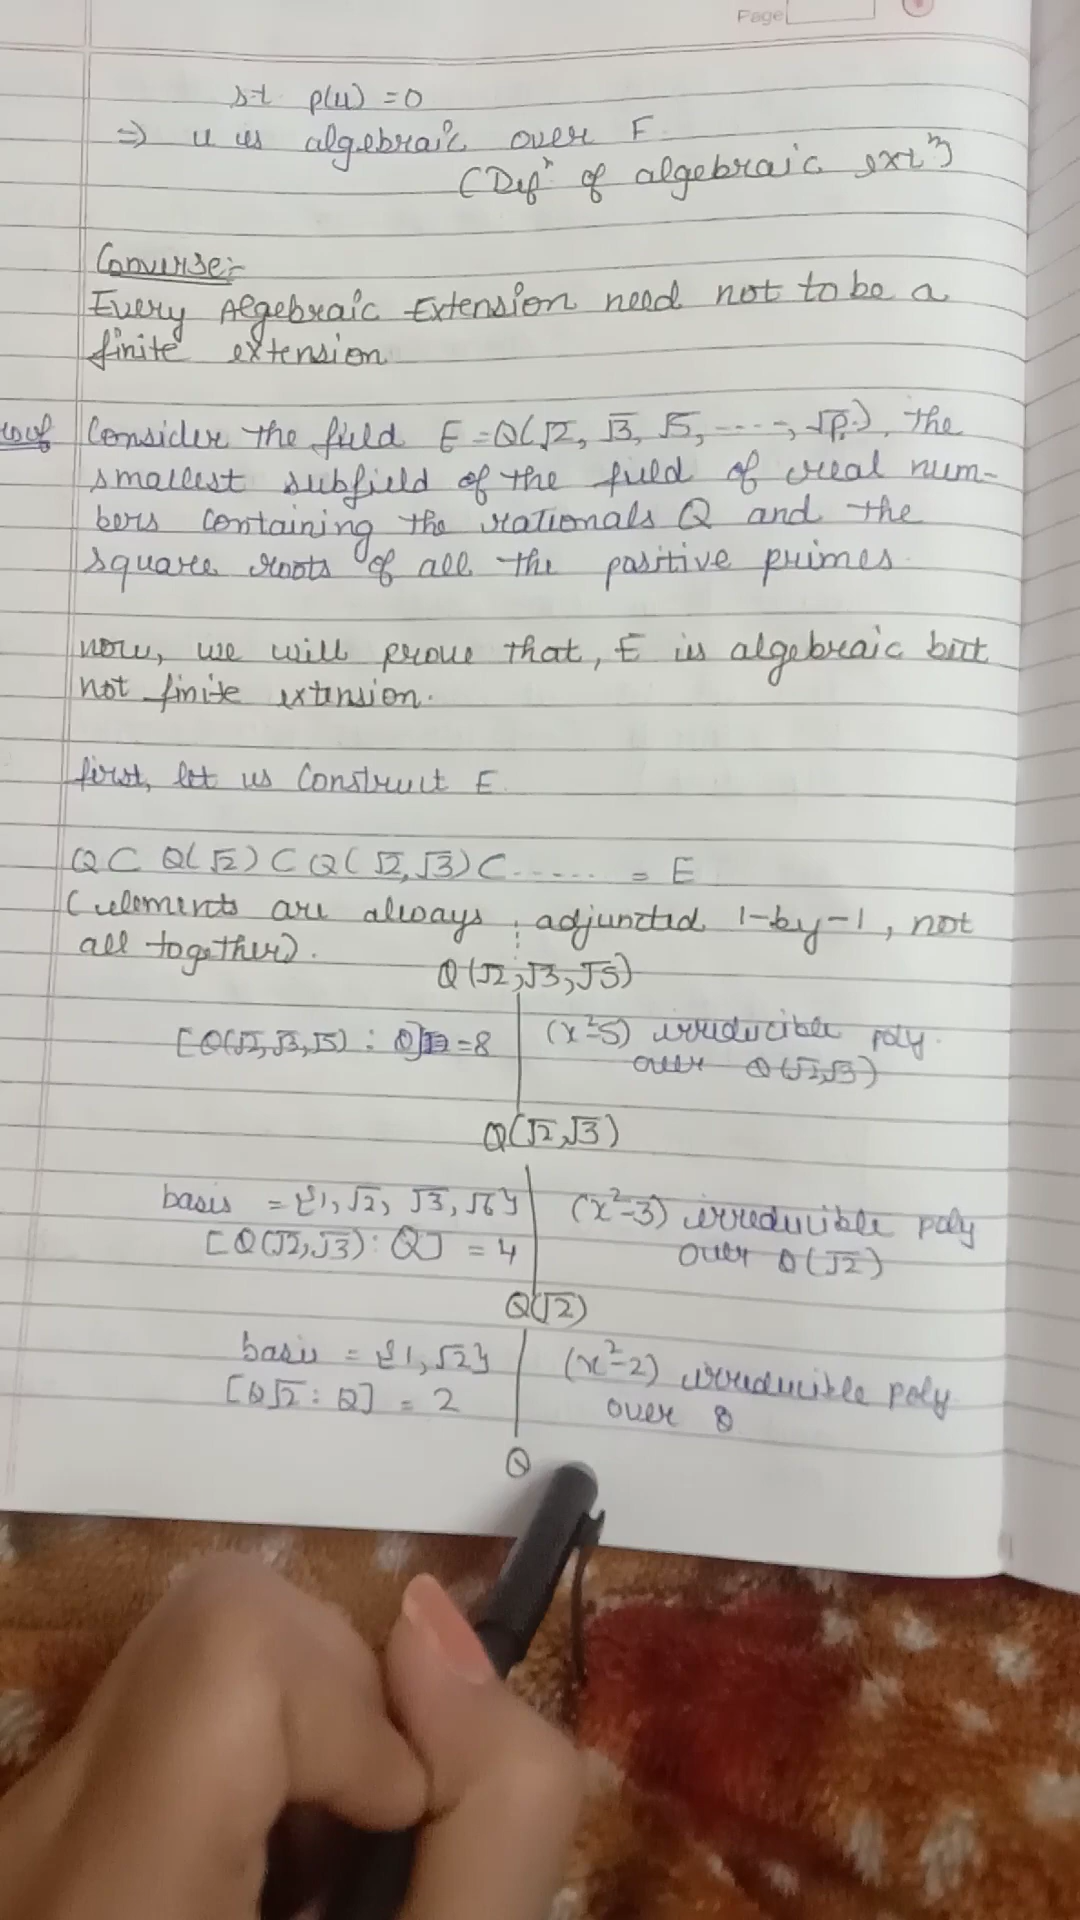 Page
s.t p(u) = 0
⇒ u is algebraic over F.
(Defⁿ of algebraic extⁿ)
Converse:-
Every Algebraic Extension need not to be a
finite extension
Consider the field E = Q(√2, √3, √5, ----, √pᵢ..), the
smallest subfield of the field of real num-
bers containing the rationals Q and the
square roots of all the positive primes.
now, we will prove that, E is algebraic but
not finite extension.
first, let us construct E.
Q ⊂ Q(√2) ⊂ Q(√2, √3) ⊂ ...... = E
(elements are always adjuncted 1-by-1, not
all together).
Q(√2, √3, √5)
[Q(√2, √3, √5) : Q] = 8 (x²-5) irreducible poly.
over Q(√2, √3)
Q(√2, √3)
basis = {1, √2, √3, √6} (x²-3) irreducible poly
[Q(√2, √3) : Q] = 4 over Q(√2)
Q(√2)
basis = {1, √2} (x²-2) irreducible poly.
[Q√2 : Q] = 2 over Q
Q